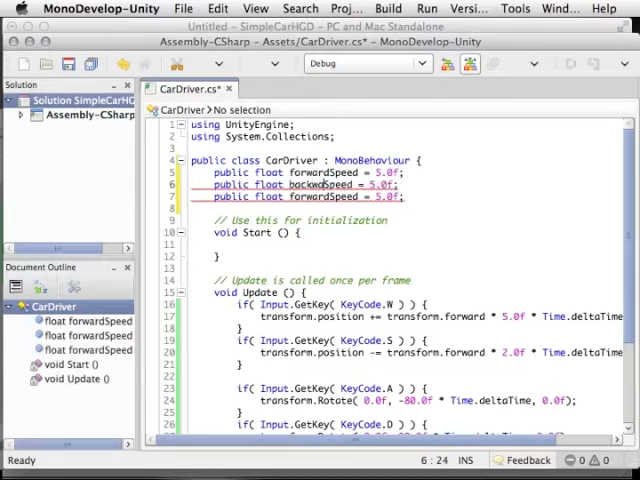 MonoDevelop-Unity File Edit View Search Project Build Run Versi... Tools Wind... Help
Untitled - SimpleCarHGD - PC and Mac Standalone
Assembly-CSharp - Assets/CarDriver.cs* - MonoDevelop-Unity
Debug
Solution
CarDriver.cs*
Solution SimpleCarHGD
CarDriver No selection
Assembly-CSharp
1 using UnityEngine;
2 using System.Collections;
3
4 public class CarDriver : MonoBehaviour {
5 public float forwardSpeed = 5.0f;
6 public float backwaSpeed = 5.0f;
7 public float forwardSpeed = 5.0f;
8
9 // Use this for initialization
10 void Start () {
11
12 }
13
14 // Update is called once per frame
15 void Update () {
16 if( Input.GetKey( KeyCode.W ) ) {
17 transform.position += transform.forward * 5.0f * Time.deltaTime
18 }
19 if( Input.GetKey( KeyCode.S ) ) {
20 transform.position -= transform.forward * 2.0f * Time.deltaTime
21 }
22
23 if( Input.GetKey( KeyCode.A ) ) {
24 transform.Rotate( 0.0f, -80.0f * Time.deltaTime, 0.0f);
25 }
26 if( Input.GetKey( KeyCode.D ) ) {
Document Outline
CarDriver
float forwardSpeed
float forwardSpeed
float forwardSpeed
void Start ()
void Update ()
Ready
6 : 24 INS
Feedback
0
0